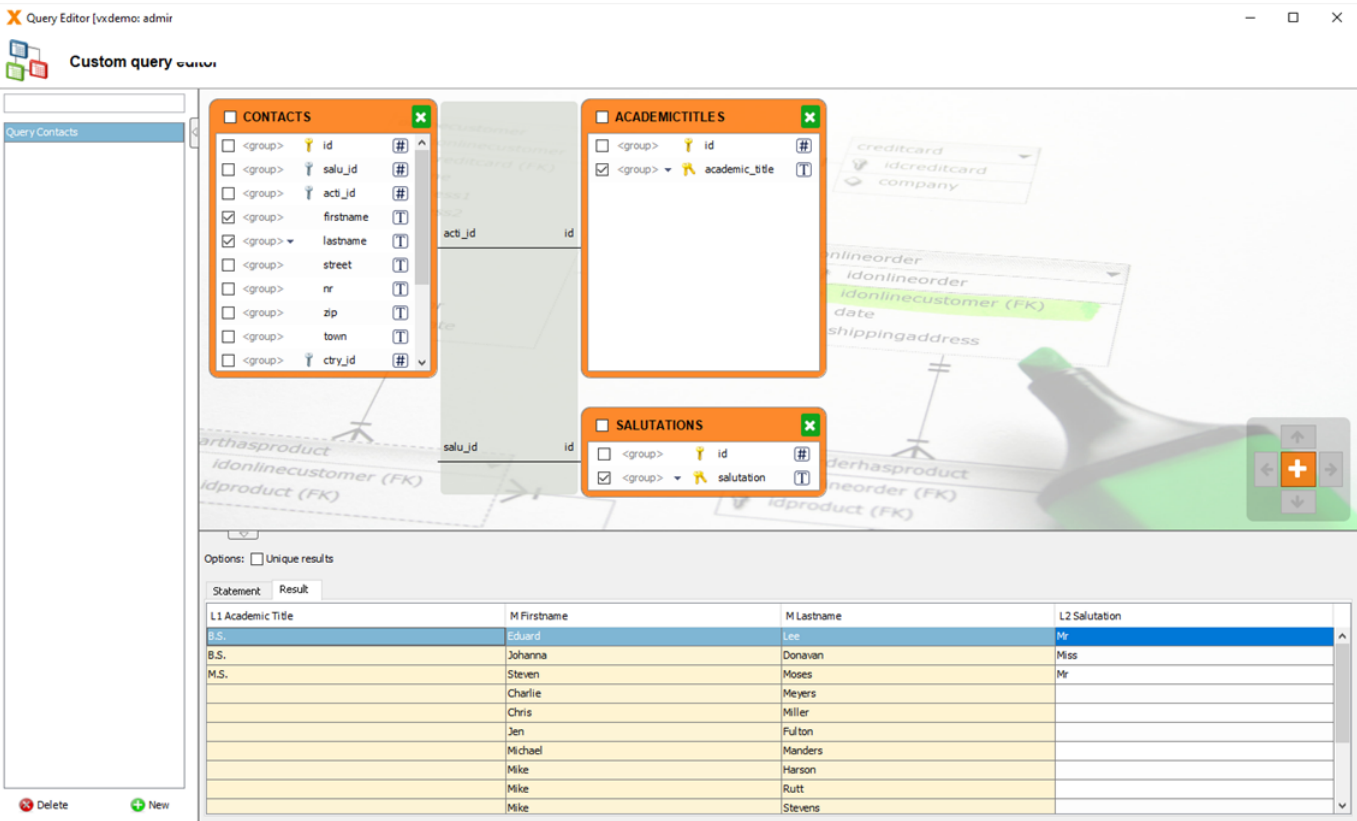 Query Editor [vxdemo: admin
Custom query editor
Query Contacts
Delete
New
CONTACTS
<group> id #
<group> salu_id #
<group> acti_id #
<group> firstname T
<group> lastname T
<group> street T
<group> nr T
<group> zip T
<group> town T
<group> ctry_id #
acti_id id
salu_id id
ACADEMICTITLES
<group> id #
<group> academic_title T
SALUTATIONS
<group> id #
<group> salutation T
creditcard
idcreditcard
company
onlineorder
idonlineorder
idonlinecustomer (FK)
date
shippingaddress
arthasproduct
idonlinecustomer (FK)
idproduct (FK)
derhasproduct
neorder (FK)
idproduct (FK)
Options: Unique results
Statement Result
L1 Academic Title M Firstname M Lastname L2 Salutation
B.S. Eduard Lee Mr
B.S. Johanna Donavan Miss
M.S. Steven Moses Mr
Charlie Meyers
Chris Miller
Jen Fulton
Michael Manders
Mike Harson
Mike Rutt
Mike Stevens